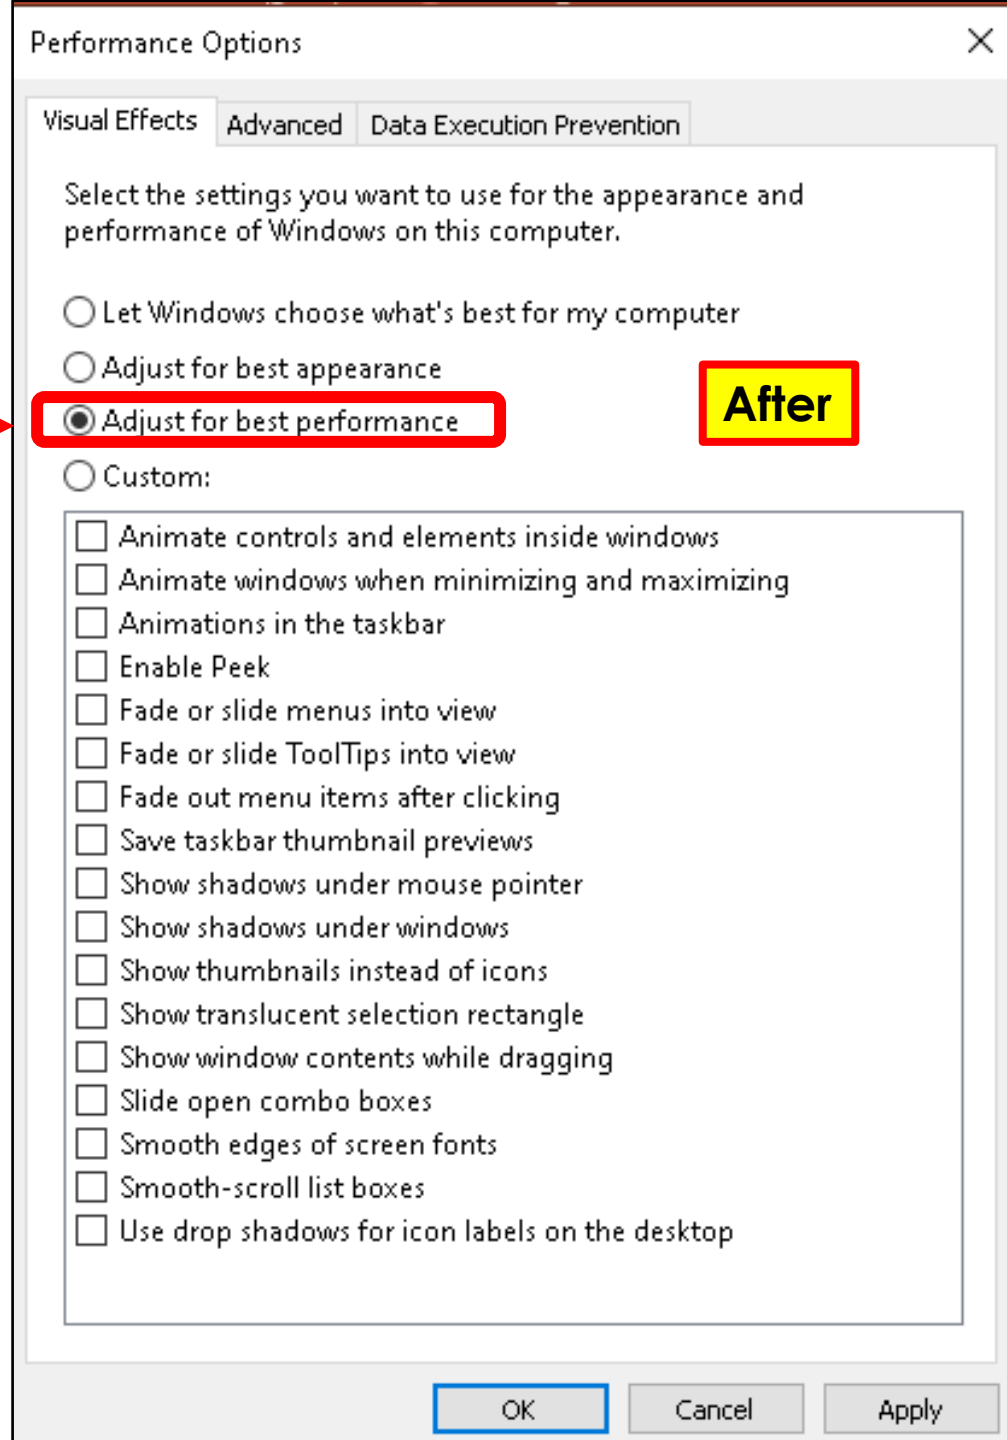 Performance Options
Visual Effects
Advanced
Data Execution Prevention
Select the settings you want to use for the appearance and
performance of Windows on this computer.
Let Windows choose what's best for my computer
Adjust for best appearance
Adjust for best performance
After
Custom:
Animate controls and elements inside windows
Animate windows when minimizing and maximizing
Animations in the taskbar
Enable Peek
Fade or slide menus into view
Fade or slide ToolTips into view
Fade out menu items after clicking
Save taskbar thumbnail previews
Show shadows under mouse pointer
Show shadows under windows
Show thumbnails instead of icons
Show translucent selection rectangle
Show window contents while dragging
Slide open combo boxes
Smooth edges of screen fonts
Smooth-scroll list boxes
Use drop shadows for icon labels on the desktop
OK
Cancel
Apply